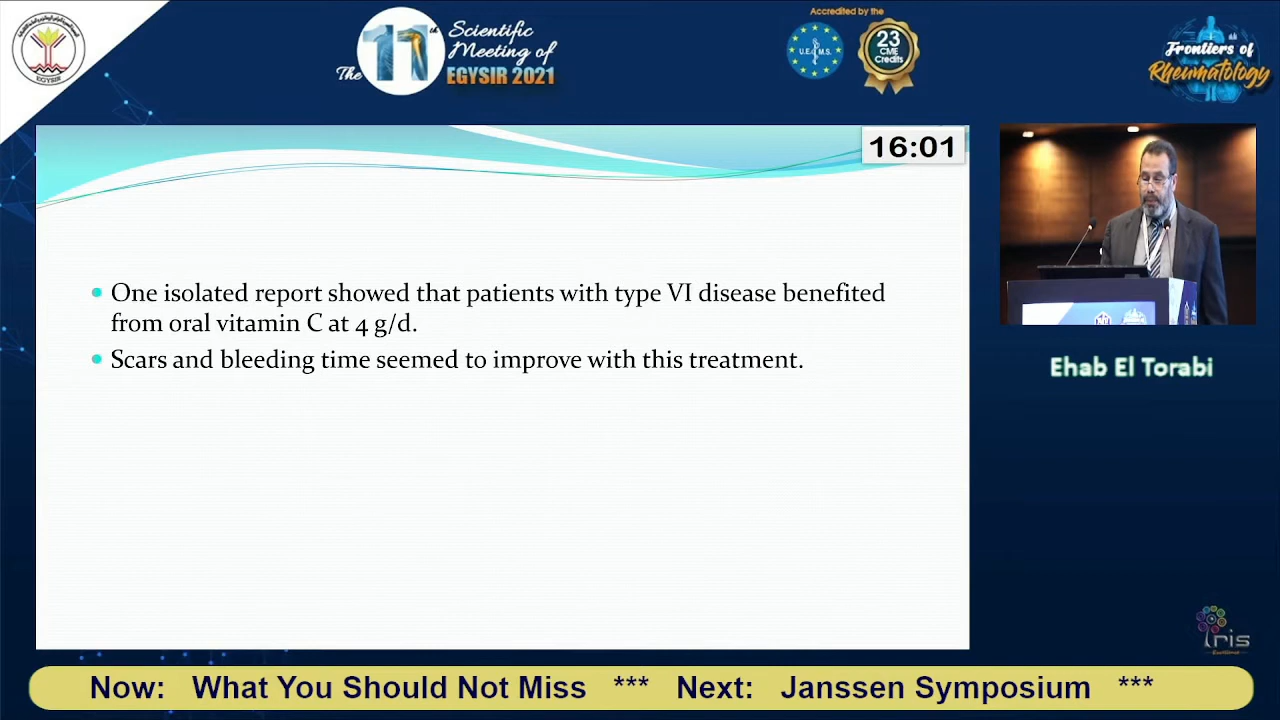 EGYSIR
The 11th
Scientific
Meeting of
EGYSIR 2021
Accredited by the
U.E.M.S.
23
CME
Credits
Frontiers of
Rheumatology
16:01
• One isolated report showed that patients with type VI disease benefited
from oral vitamin C at 4 g/d.
• Scars and bleeding time seemed to improve with this treatment.
Ehab El Torabi
Iris
Now: What You Should Not Miss *** Next: Janssen Symposium ***